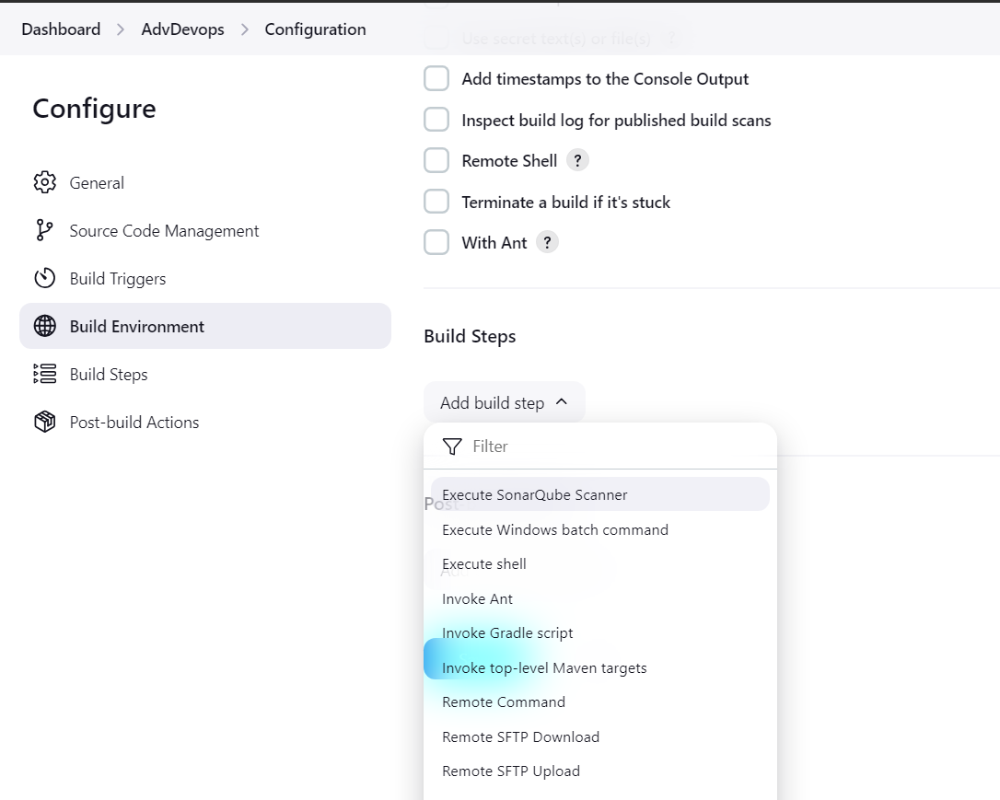 Dashboard > AdvDevops > Configuration
Use secret text(s) or file(s) ?
Add timestamps to the Console Output
Configure
Inspect build log for published build scans
Remote Shell ?
General
Terminate a build if it's stuck
Source Code Management
With Ant ?
Build Triggers
Build Environment
Build Steps
Build Steps
Add build step
Post-build Actions
Filter
Execute SonarQube Scanner
Execute Windows batch command
Execute shell
Invoke Ant
Invoke Gradle script
Invoke top-level Maven targets
Remote Command
Remote SFTP Download
Remote SFTP Upload